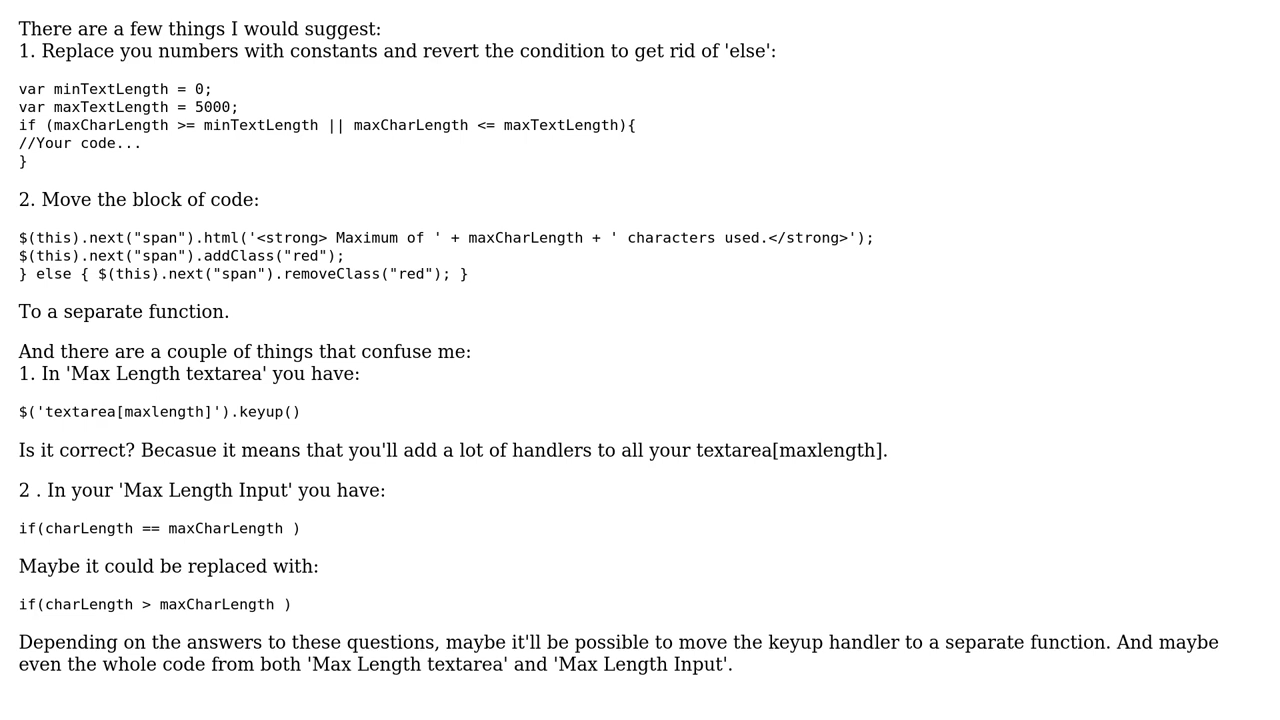 There are a few things I would suggest:
1. Replace you numbers with constants and revert the condition to get rid of 'else':
var minTextLength = 0;
var maxTextLength = 5000;
if (maxCharLength >= minTextLength || maxCharLength <= maxTextLength){
//Your code...
}
2. Move the block of code:
$(this).next("span").html('<strong> Maximum of ' + maxCharLength + ' characters used.</strong>');
$(this).next("span").addClass("red");
} else { $(this).next("span").removeClass("red"); }
To a separate function.
And there are a couple of things that confuse me:
1. In 'Max Length textarea' you have:
$('textarea[maxlength]').keyup()
Is it correct? Becasue it means that you'll add a lot of handlers to all your textarea[maxlength].
2 . In your 'Max Length Input' you have:
if(charLength == maxCharLength )
Maybe it could be replaced with:
if(charLength > maxCharLength )
Depending on the answers to these questions, maybe it'll be possible to move the keyup handler to a separate function. And maybe
even the whole code from both 'Max Length textarea' and 'Max Length Input'.